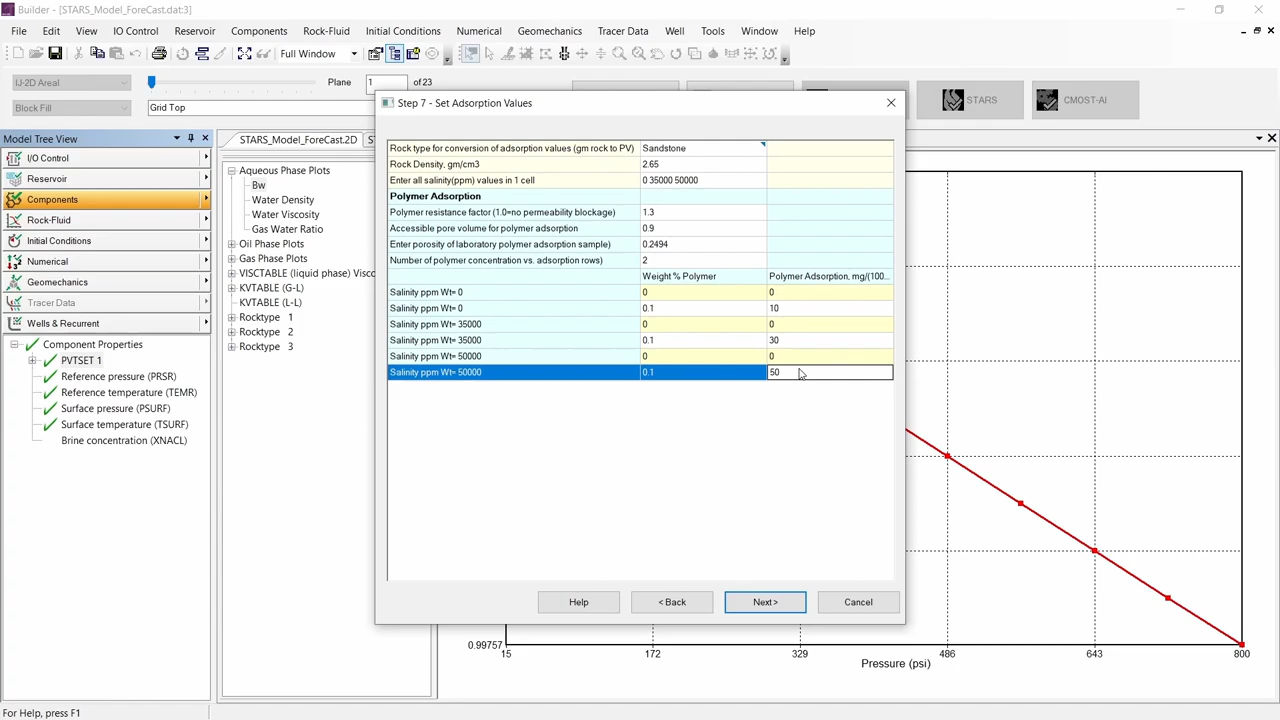 Builder - [STARS_Model_ForeCast.dat:3]
File Edit View IO Control Reservoir Components Rock-Fluid Initial Conditions Numerical Geomechanics Tracer Data Well Tools Window Help
Full Window
IJ-2D Areal
Plane 1 of 23
Block Fill
Grid Top
STARS
CMOST-AI
Model Tree View
I/O Control
Reservoir
Components
Rock-Fluid
Initial Conditions
Numerical
Geomechanics
Tracer Data
Wells & Recurrent
Component Properties
PVTSET 1
Reference pressure (PRSR)
Reference temperature (TEMR)
Surface pressure (PSURF)
Surface temperature (TSURF)
Brine concentration (XNACL)
STARS_Model_ForeCast.2D
Aqueous Phase Plots
Bw
Water Density
Water Viscosity
Gas Water Ratio
Oil Phase Plots
Gas Phase Plots
VISCTABLE (liquid phase) Visco
KVTABLE (G-L)
KVTABLE (L-L)
Rocktype 1
Rocktype 2
Rocktype 3
Step 7 - Set Adsorption Values
Rock type for conversion of adsorption values (gm rock to PV) Sandstone
Rock Density, gm/cm3 2.65
Enter all salinity(ppm) values in 1 cell 0 35000 50000
Polymer Adsorption
Polymer resistance factor (1.0=no permeability blockage) 1.3
Accessible pore volume for polymer adsorption 0.9
Enter porosity of laboratory polymer adsorption sample) 0.2494
Number of polymer concentration vs. adsorption rows) 2
Weight % Polymer Polymer Adsorption, mg/(100...
Salinity ppm Wt= 0 0 0
Salinity ppm Wt= 0 0.1 10
Salinity ppm Wt= 35000 0 0
Salinity ppm Wt= 35000 0.1 30
Salinity ppm Wt= 50000 0 0
Salinity ppm Wt= 50000 0.1 50
Help < Back Next > Cancel
0.99757
15 172 329 486 643 800
Pressure (psi)
For Help, press F1